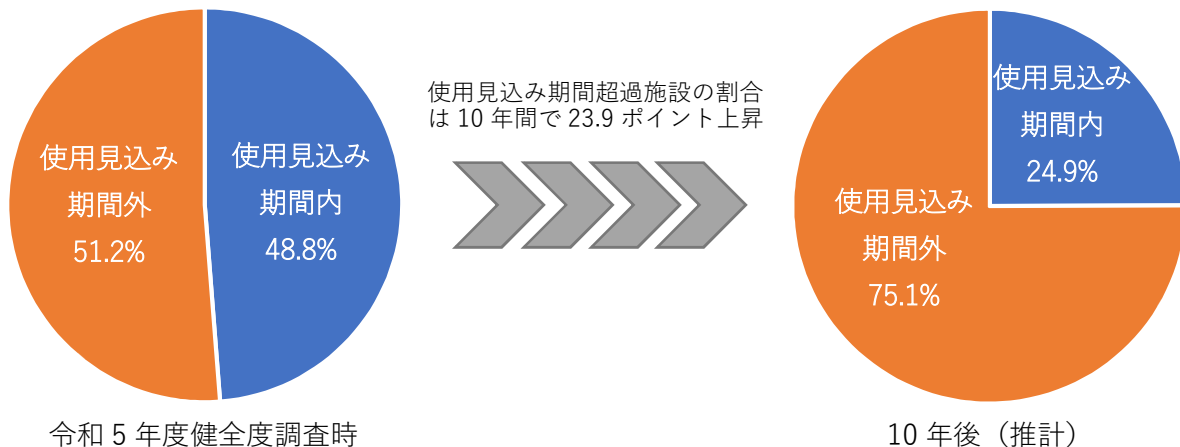 使用見込み
期間外
51.2%
使用見込み
期間内
48.8%
令和 5 年度健全度調査時
使用見込み期間超過施設の割合
は 10 年間で 23.9 ポイント上昇
使用見込み
期間内
24.9%
使用見込み
期間外
75.1%
10 年後（推計）